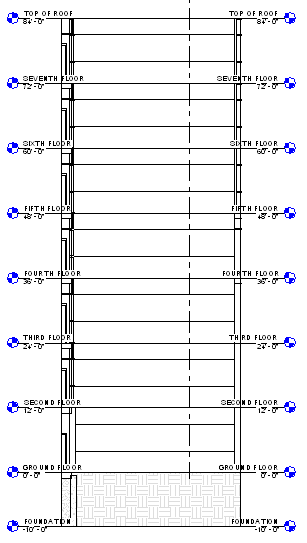 TOP OF ROOF TOP OF ROOF
84'-0" 84'-0"
SEVENTH FLOOR SEVENTH FLOOR
72'-0" 72'-0"
SIXTH FLOOR SIXTH FLOOR
60'-0" 60'-0"
FIFTH FLOOR FIFTH FLOOR
48'-0" 48'-0"
FOURTH FLOOR FOURTH FLOOR
36'-0" 36'-0"
THIRD FLOOR THIRD FLOOR
24'-0" 24'-0"
SECOND FLOOR SECOND FLOOR
12'-0" 12'-0"
GROUND FLOOR GROUND FLOOR
0'-0" 0'-0"
FOUNDATION FOUNDATION
-10'-0" -10'-0"